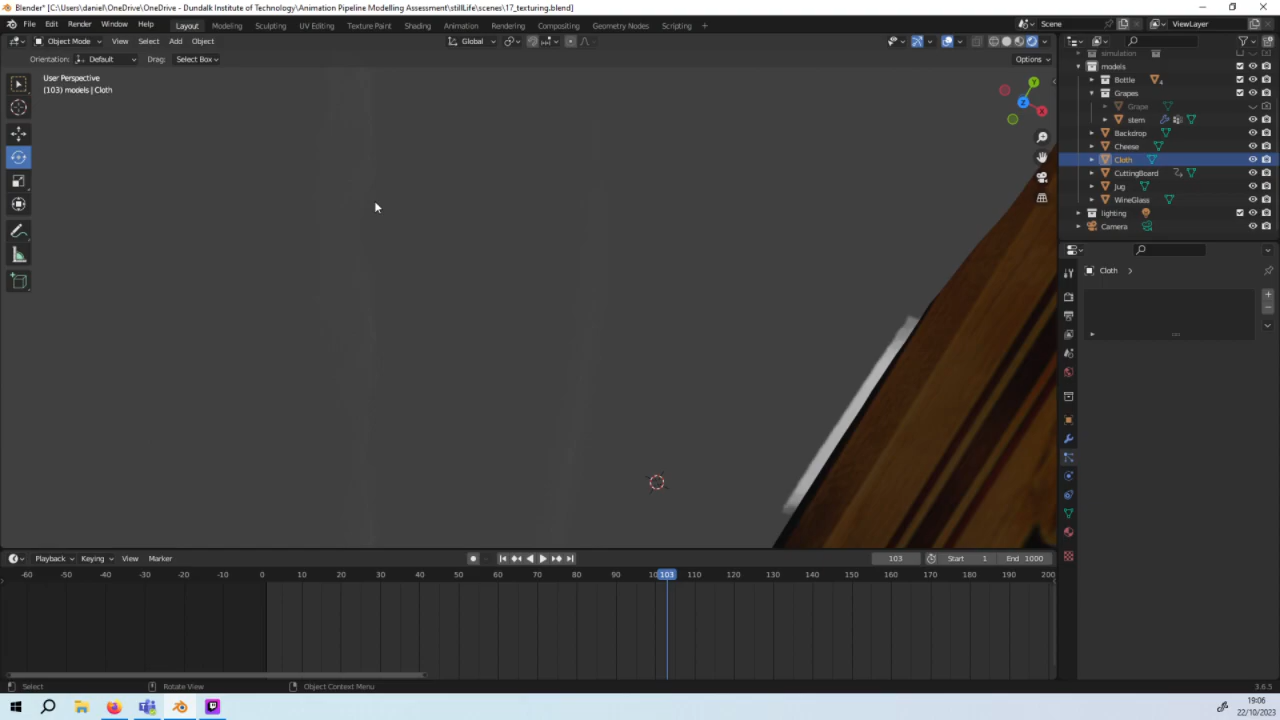 Blender* [C:\Users\daniel\OneDrive\OneDrive - Dundalk Institute of Technology\Animation Pipeline Modelling Assessment\stillLife\scenes\17_texturing.blend]
File Edit Render Window Help Layout Modeling Sculpting UV Editing Texture Paint Shading Animation Rendering Compositing Geometry Nodes Scripting + Scene ViewLayer
Object Mode View Select Add Object Global
Orientation: Default Drag: Select Box Options
User Perspective
(103) models | Cloth
Y
Z
X
simulation
models
Bottle 4
Grapes
Grape
stem
Backdrop
Cheese
Cloth
CuttingBoard
Jug
WineGlass
lighting
Camera
Cloth
Playback Keying View Marker 103 Start 1 End 1000
-60 -50 -40 -30 -20 -10 0 10 20 30 40 50 60 70 80 90 103 110 120 130 140 150 160 170 180 190 200
Select Rotate View Object Context Menu 3.6.5
19:06
22/10/2023